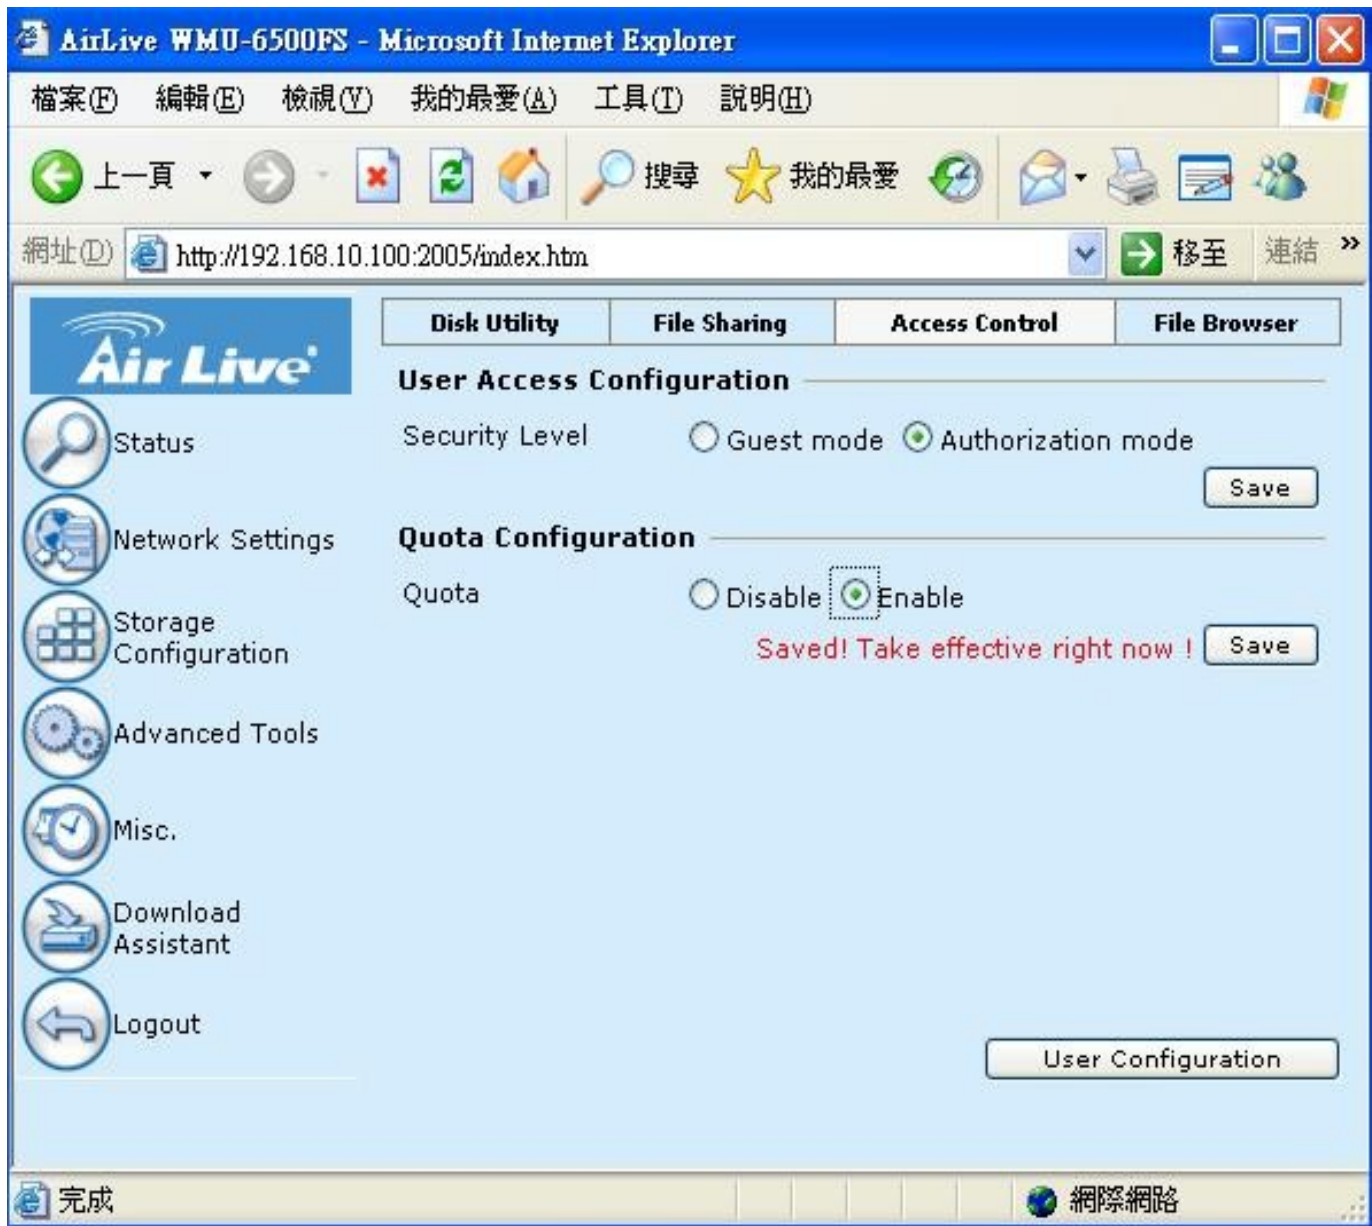 AirLive WMU-6500FS - Microsoft Internet Explorer
檔案(F) 編輯(E) 檢視(V) 我的最愛(A) 工具(T) 說明(H)
上一頁 搜尋 我的最愛
網址(D) http://192.168.10.100:2005/index.htm 移至 連結 »
Air Live
Disk Utility File Sharing Access Control File Browser
User Access Configuration
Security Level Guest mode Authorization mode
Save
Quota Configuration
Quota Disable Enable
Saved! Take effective right now ! Save
Status
Network Settings
Storage
Configuration
Advanced Tools
Misc.
Download
Assistant
Logout
User Configuration
完成 網際網路